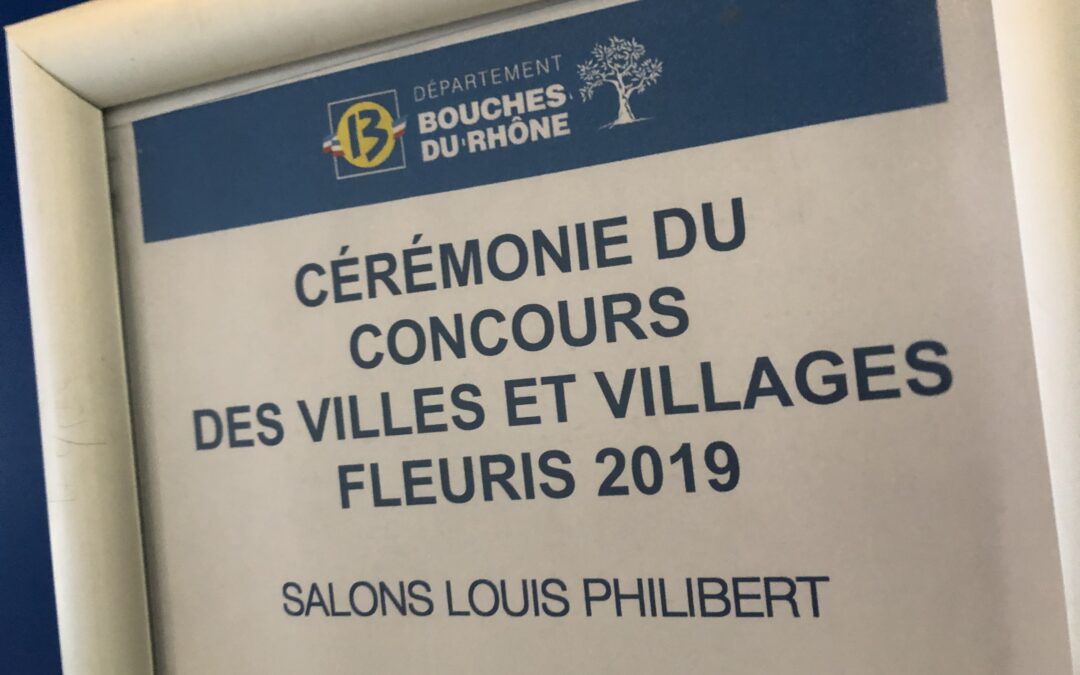 DÉPARTEMENT
BOUCHES
DU RHÔNE
13
CÉRÉMONIE DU
CONCOURS
DES VILLES ET VILLAGES
FLEURIS 2019
SALONS LOUIS PHILIBERT